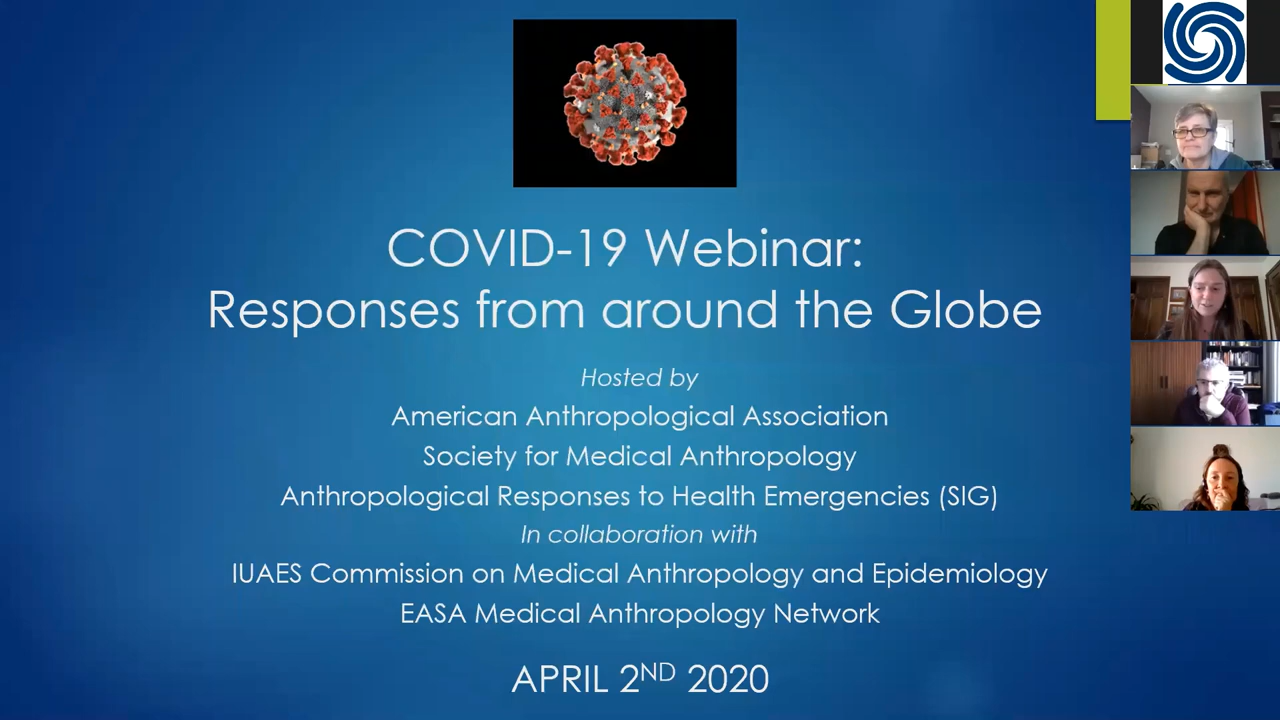 COVID-19 Webinar:
Responses from around the Globe
Hosted by
American Anthropological Association
Society for Medical Anthropology
Anthropological Responses to Health Emergencies (SIG)
In collaboration with
IUAES Commission on Medical Anthropology and Epidemiology
EASA Medical Anthropology Network
APRIL 2ND 2020